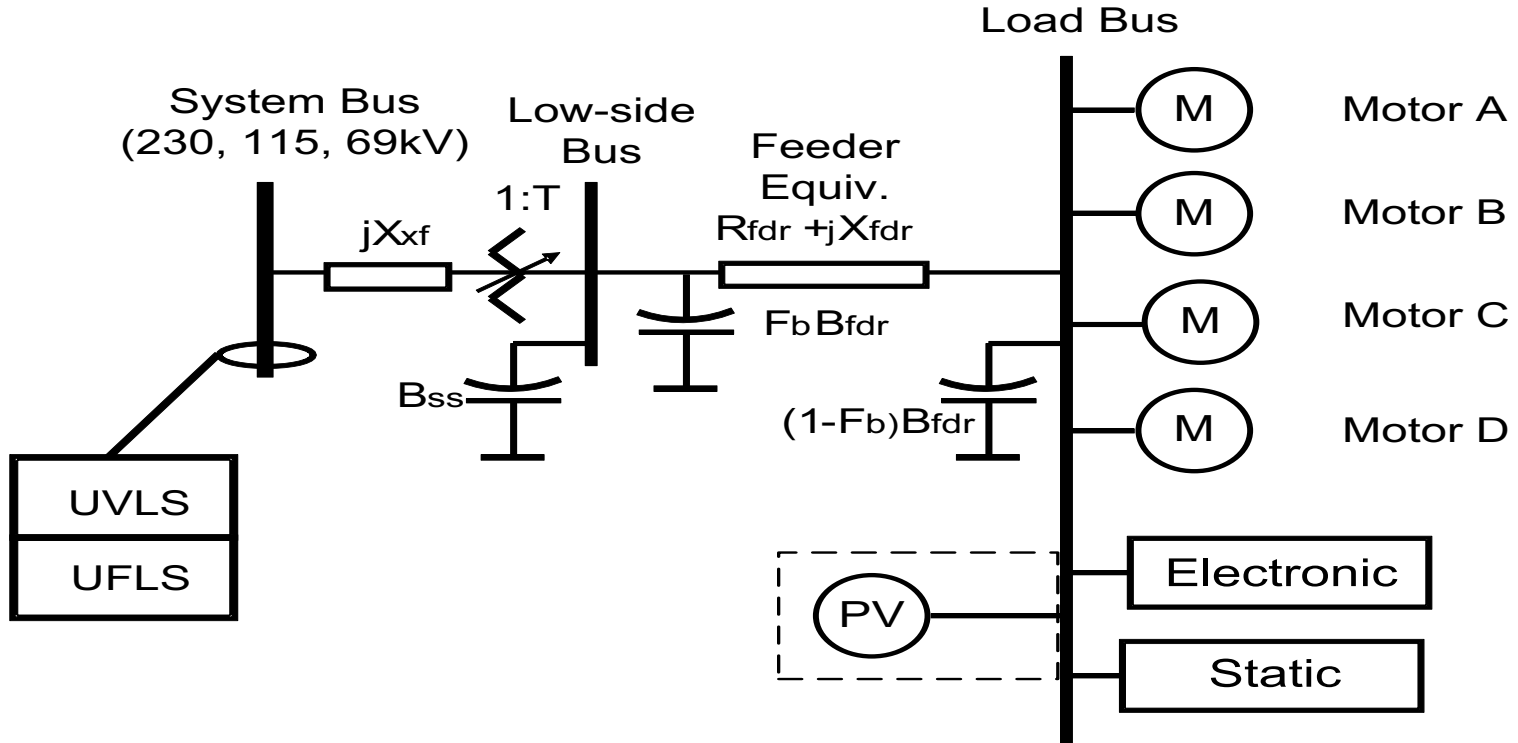 Load Bus
System Bus
(230, 115, 69kV)
Low-side
Bus
Feeder
Equiv.
Rfdr +jXfdr
1:T
jXxf
M
Motor A
M
Motor B
M
Motor C
M
Motor D
FbBfdr
Bss
(1-Fb)Bfdr
UVLS
UFLS
Electronic
PV
Static